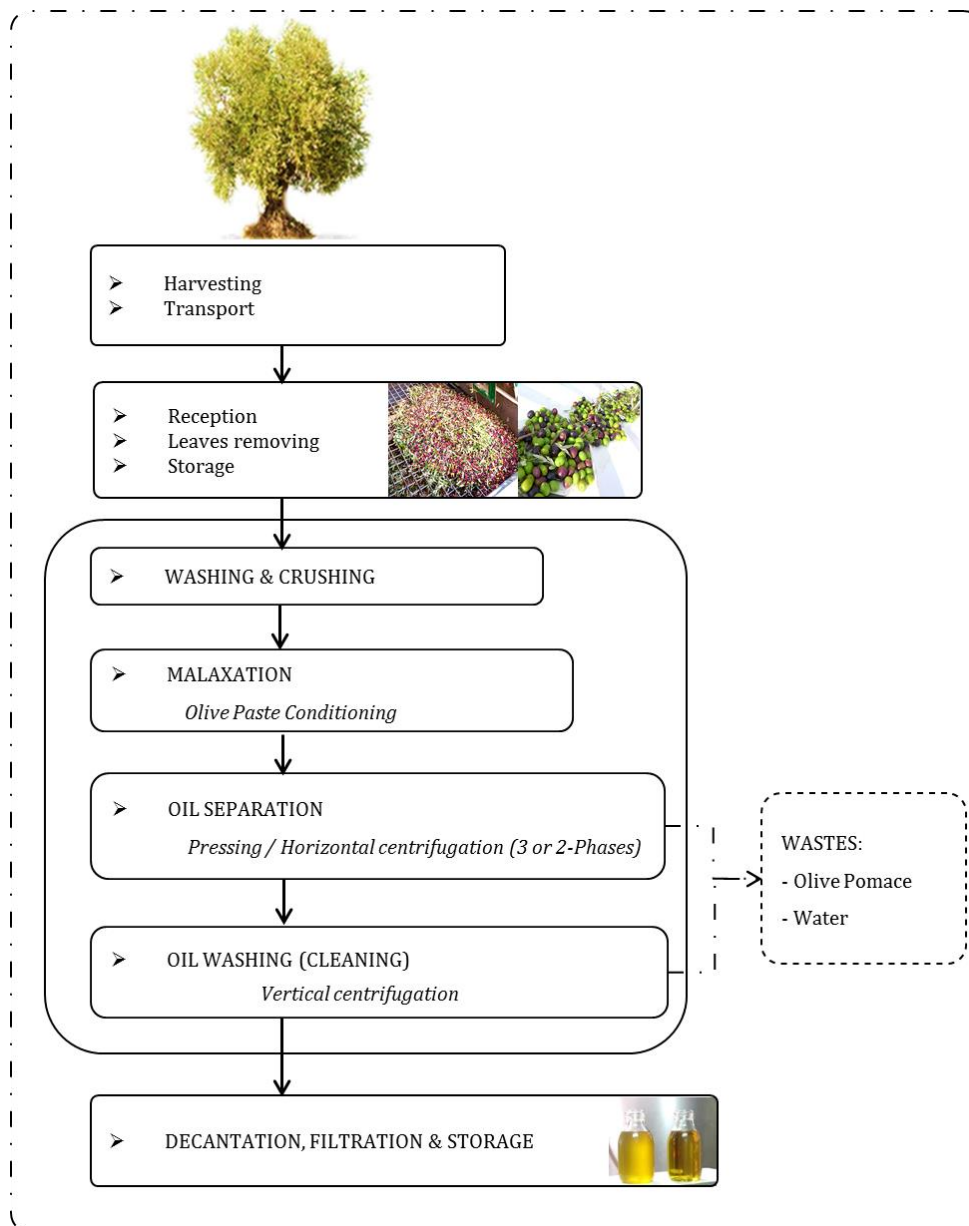 ➢ Harvesting
➢ Transport
➢ Reception
➢ Leaves removing
➢ Storage
➢ WASHING & CRUSHING
➢ MALAXATION
Olive Paste Conditioning
➢ OIL SEPARATION
Pressing / Horizontal centrifugation (3 or 2-Phases)
➢ OIL WASHING (CLEANING)
Vertical centrifugation
WASTES:
- Olive Pomace
- Water
➢ DECANTATION, FILTRATION & STORAGE